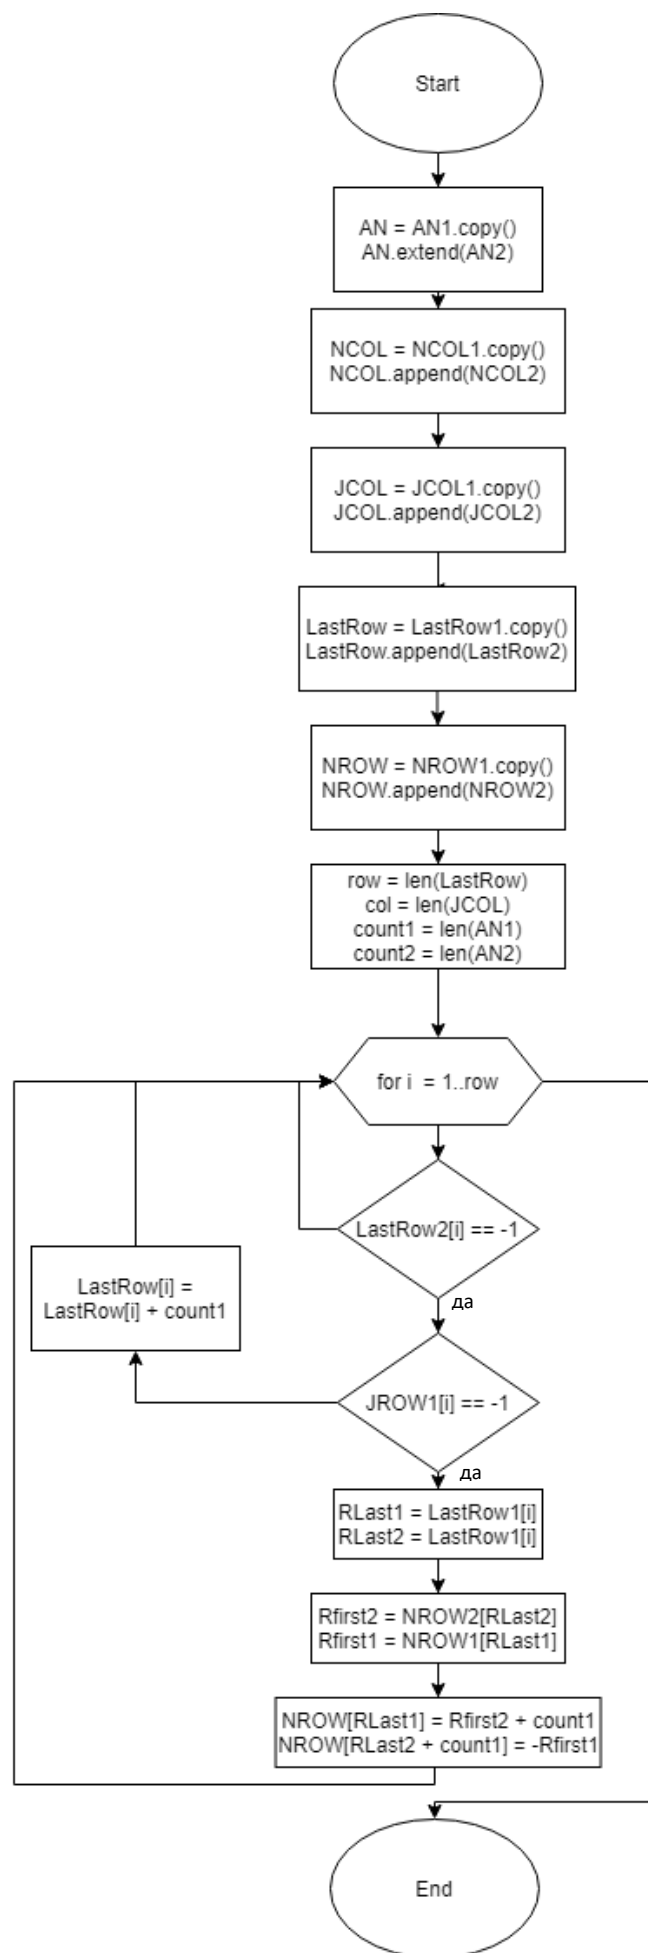 Start
AN = AN1.copy()
AN.extend(AN2)
NCOL = NCOL1.copy()
NCOL.append(NCOL2)
JCOL = JCOL1.copy()
JCOL.append(JCOL2)
LastRow = LastRow1.copy()
LastRow.append(LastRow2)
NROW = NROW1.copy()
NROW.append(NROW2)
row = len(LastRow)
col = len(JCOL)
count1 = len(AN1)
count2 = len(AN2)
for i = 1..row
LastRow2[i] == -1
да
LastRow[i] =
LastRow[i] + count1
JROW1[i] == -1
да
RLast1 = LastRow1[i]
RLast2 = LastRow1[i]
Rfirst2 = NROW2[RLast2]
Rfirst1 = NROW1[RLast1]
NROW[RLast1] = Rfirst2 + count1
NROW[RLast2 + count1] = -Rfirst1
End